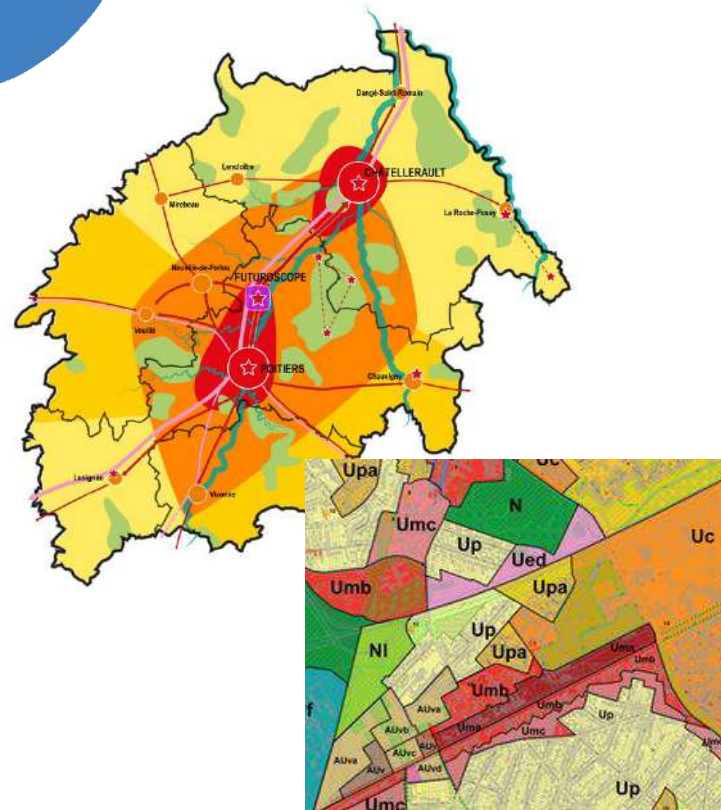 Dangé-Saint-Romain
Lencloître
CHÂTELLERAULT
Mirebeau
La Roche-Posay
Neuville-de-Poitou
FUTUROSCOPE
Vouillé
POITIERS
Chauvigny
Lusignan
Vivonne
Upa
Uc
N
Umc
Up
Ued
Uc
Umb
Upa
Up
Nl
Upa
Uma
Umb
Umb
AUva
Umb
Up
AUvb
Uma
Umc
AUvc
AUva
AUv
AUvd
Up
Umc